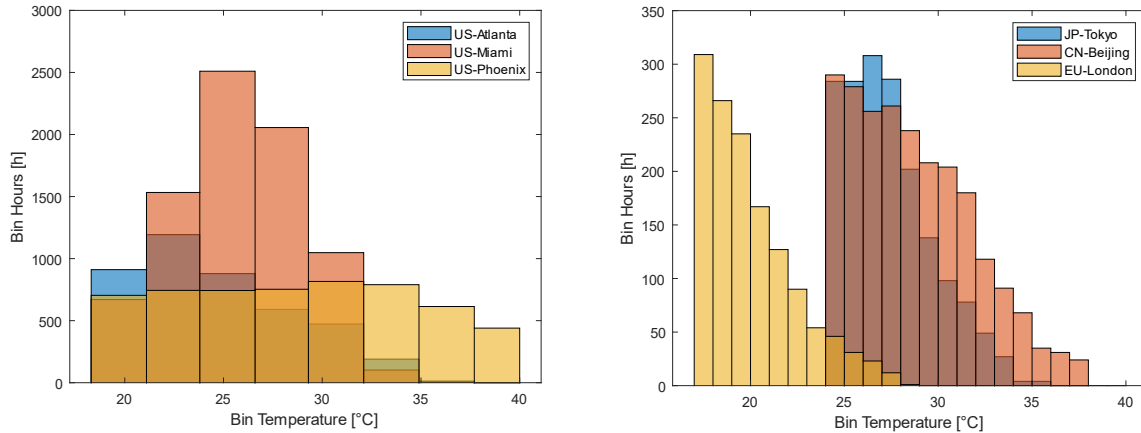 3000
2500
2000
1500
1000
500
0
Bin Hours [h]
20
25
30
35
40
Bin Temperature [°C]
US-Atlanta
US-Miami
US-Phoenix
350
300
250
200
150
100
50
0
Bin Hours [h]
20
25
30
35
40
Bin Temperature [°C]
JP-Tokyo
CN-Beijing
EU-London